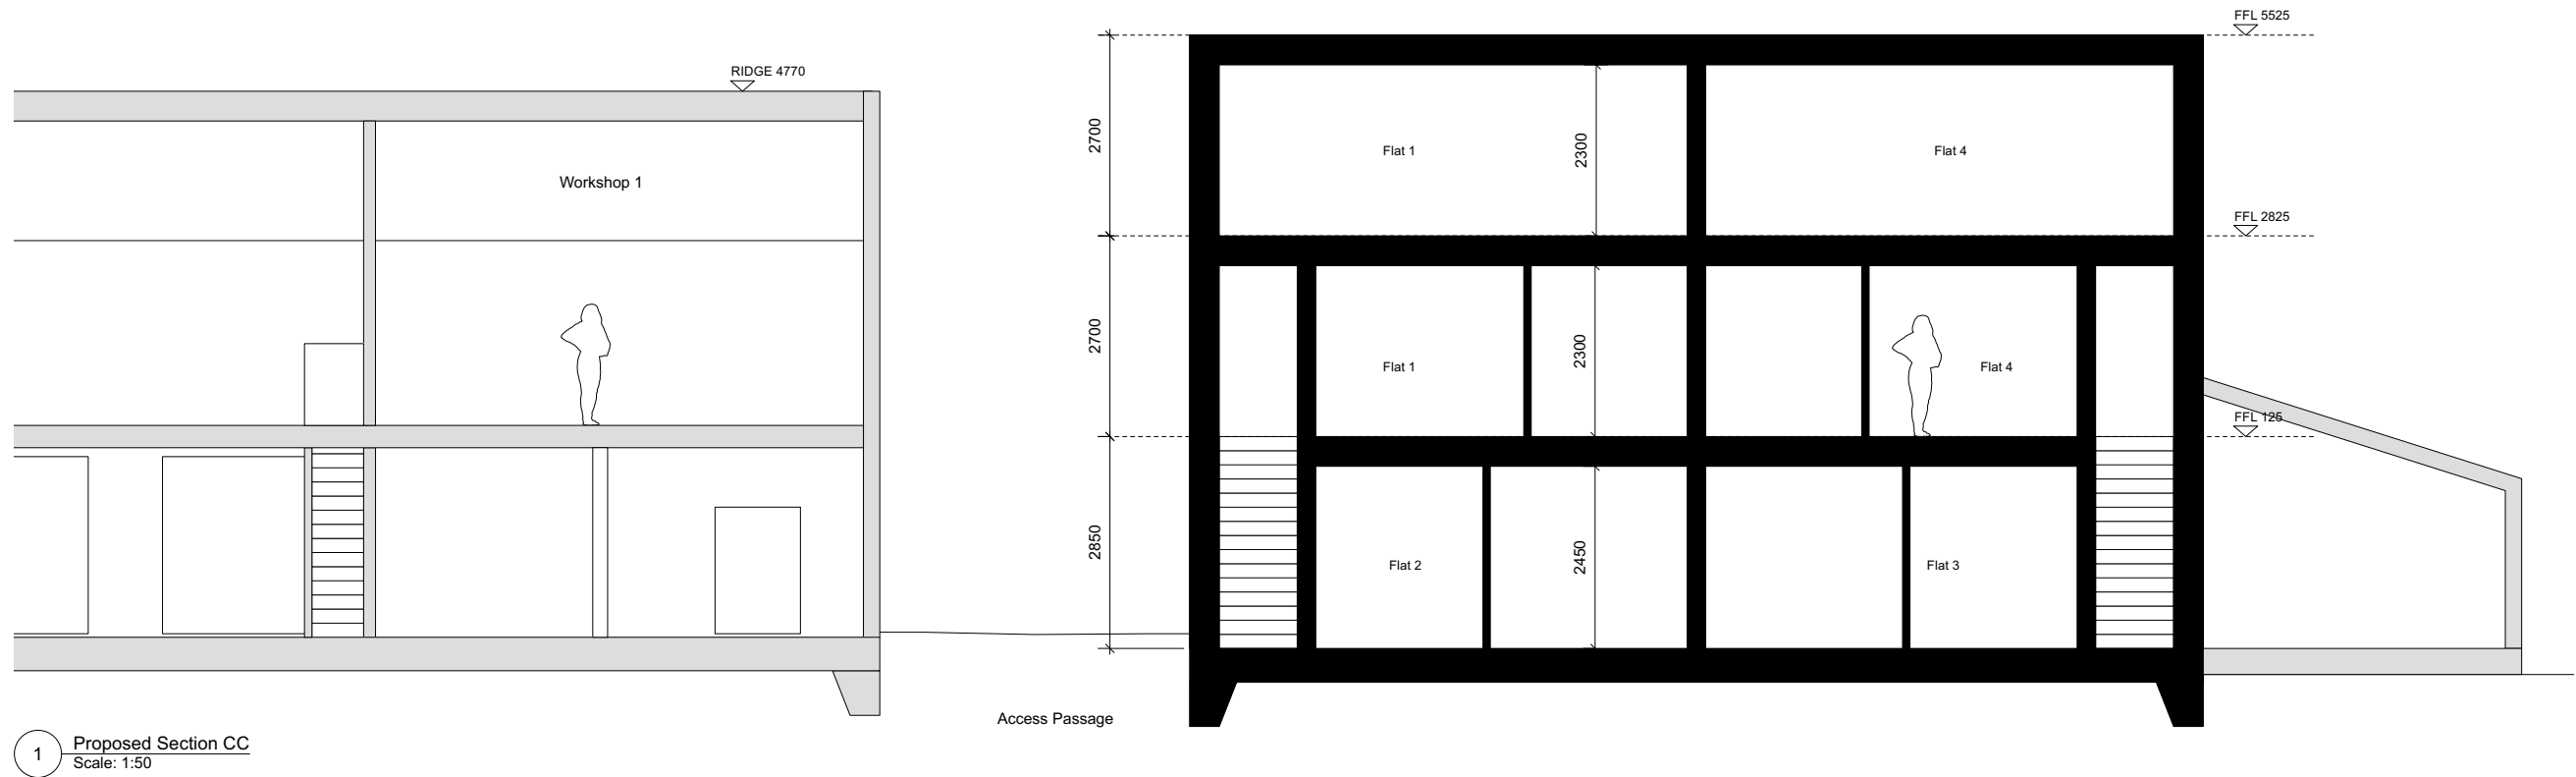 FFL 5525
RIDGE 4770
2700
Flat 1
2300
Flat 4
Workshop 1
FFL 2825
2700
2300
Flat 1
Flat 4
FFL 125
2850
2450
Flat 2
Flat 3
Access Passage
1
Proposed Section CC
Scale: 1:50